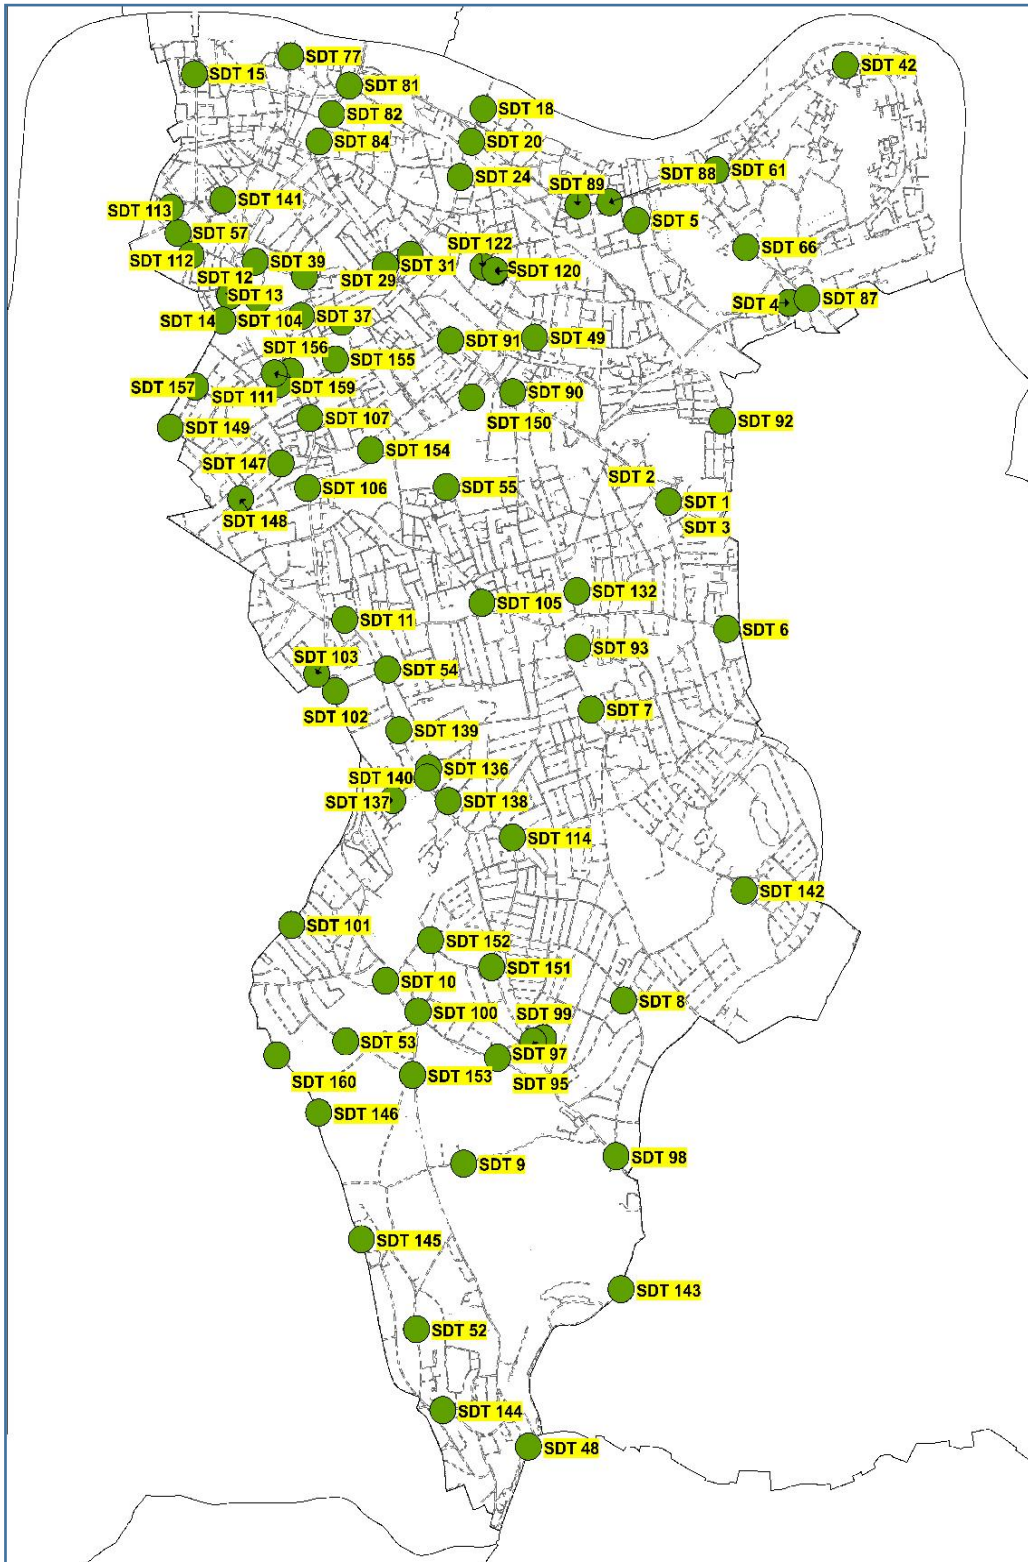 SDT 77
SDT 42
SDT 15
SDT 81
SDT 18
SDT 82
SDT 20
SDT 84
SDT 61
SDT 88
SDT 24
SDT 89
SDT 141
SDT 113
SDT 5
SDT 57
SDT 122
SDT 66
SDT 112
SDT 39
SDT 31
SDT 120
SDT 12
SDT 29
SDT 13
SDT 4
SDT 87
SDT 14
SDT 104
SDT 37
SDT 91
SDT 49
SDT 156
SDT 155
SDT 157
SDT 111
SDT 159
SDT 90
SDT 107
SDT 150
SDT 92
SDT 149
SDT 154
SDT 147
SDT 2
SDT 106
SDT 55
SDT 1
SDT 148
SDT 3
SDT 132
SDT 105
SDT 11
SDT 6
SDT 93
SDT 103
SDT 54
SDT 102
SDT 7
SDT 139
SDT 136
SDT 140
SDT 137
SDT 138
SDT 114
SDT 142
SDT 101
SDT 152
SDT 151
SDT 10
SDT 8
SDT 100
SDT 99
SDT 53
SDT 97
SDT 153
SDT 160
SDT 95
SDT 146
SDT 98
SDT 9
SDT 145
SDT 143
SDT 52
SDT 144
SDT 48